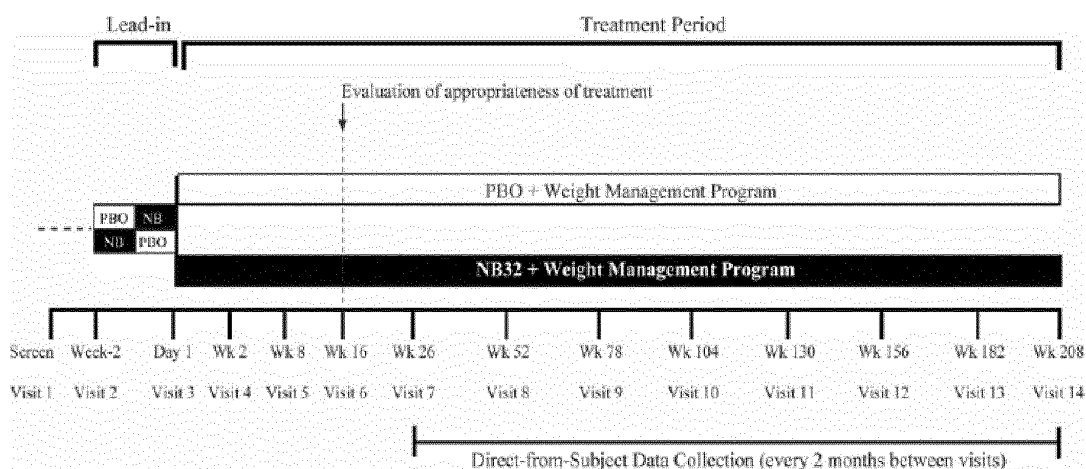 Lead-in Treatment Period
Evaluation of appropriateness of treatment
PBO + Weight Management Program
PBO NB
NB PBO
NB32 + Weight Management Program
Screen Week-2 Day 1 Wk 2 Wk 8 Wk 16 Wk 26 Wk 52 Wk 78 Wk 104 Wk 130 Wk 156 Wk 182 Wk 208
Visit 1 Visit 2 Visit 3 Visit 4 Visit 5 Visit 6 Visit 7 Visit 8 Visit 9 Visit 10 Visit 11 Visit 12 Visit 13 Visit 14
Direct-from-Subject Data Collection (every 2 months between visits)